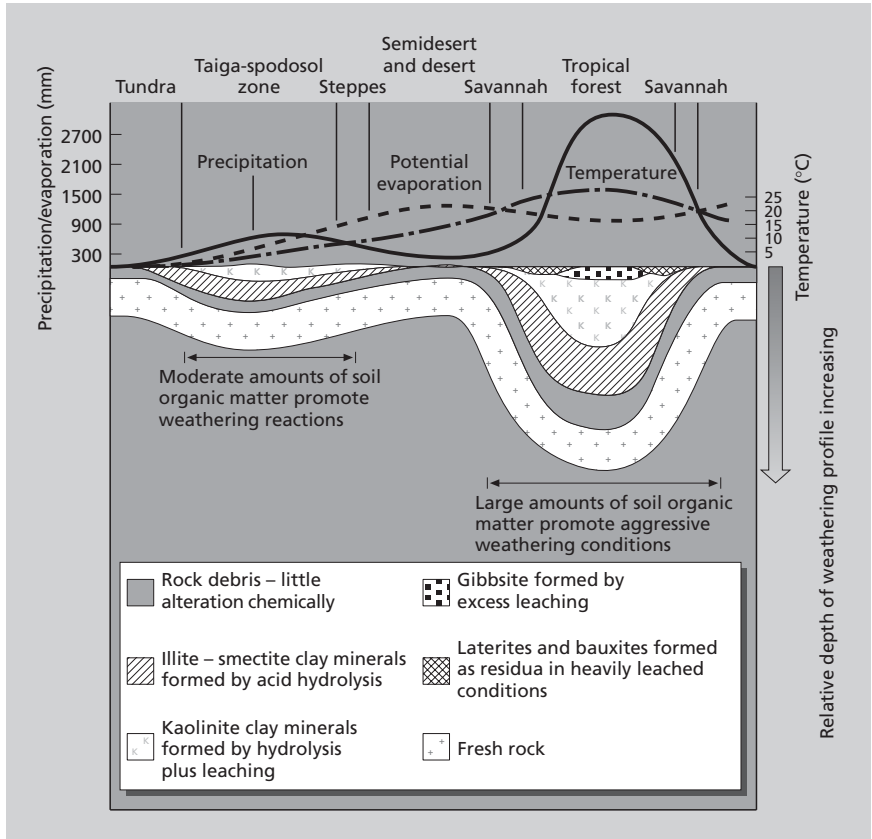 Semidesert
and desert
Taiga-spodosol
zone
Tropical
forest
Tundra
Steppes
Savannah
Savannah
Precipitation/evaporation (mm)
2700
2100
1500
900
300
Precipitation
Potential
evaporation
Temperature
25
20
15
10
5
Temperature (°C)
K K K K K K K
K K
K K K
K K
K K K
K K
K
Moderate amounts of soil
organic matter promote
weathering reactions
Large amounts of soil organic
matter promote aggressive
weathering conditions
Relative depth of weathering profile increasing
Rock debris – little
alteration chemically
Illite – smectite clay minerals
formed by acid hydrolysis
K
K
K
Kaolinite clay minerals
formed by hydrolysis
plus leaching
Gibbsite formed by
excess leaching
Laterites and bauxites formed
as residua in heavily leached
conditions
Fresh rock